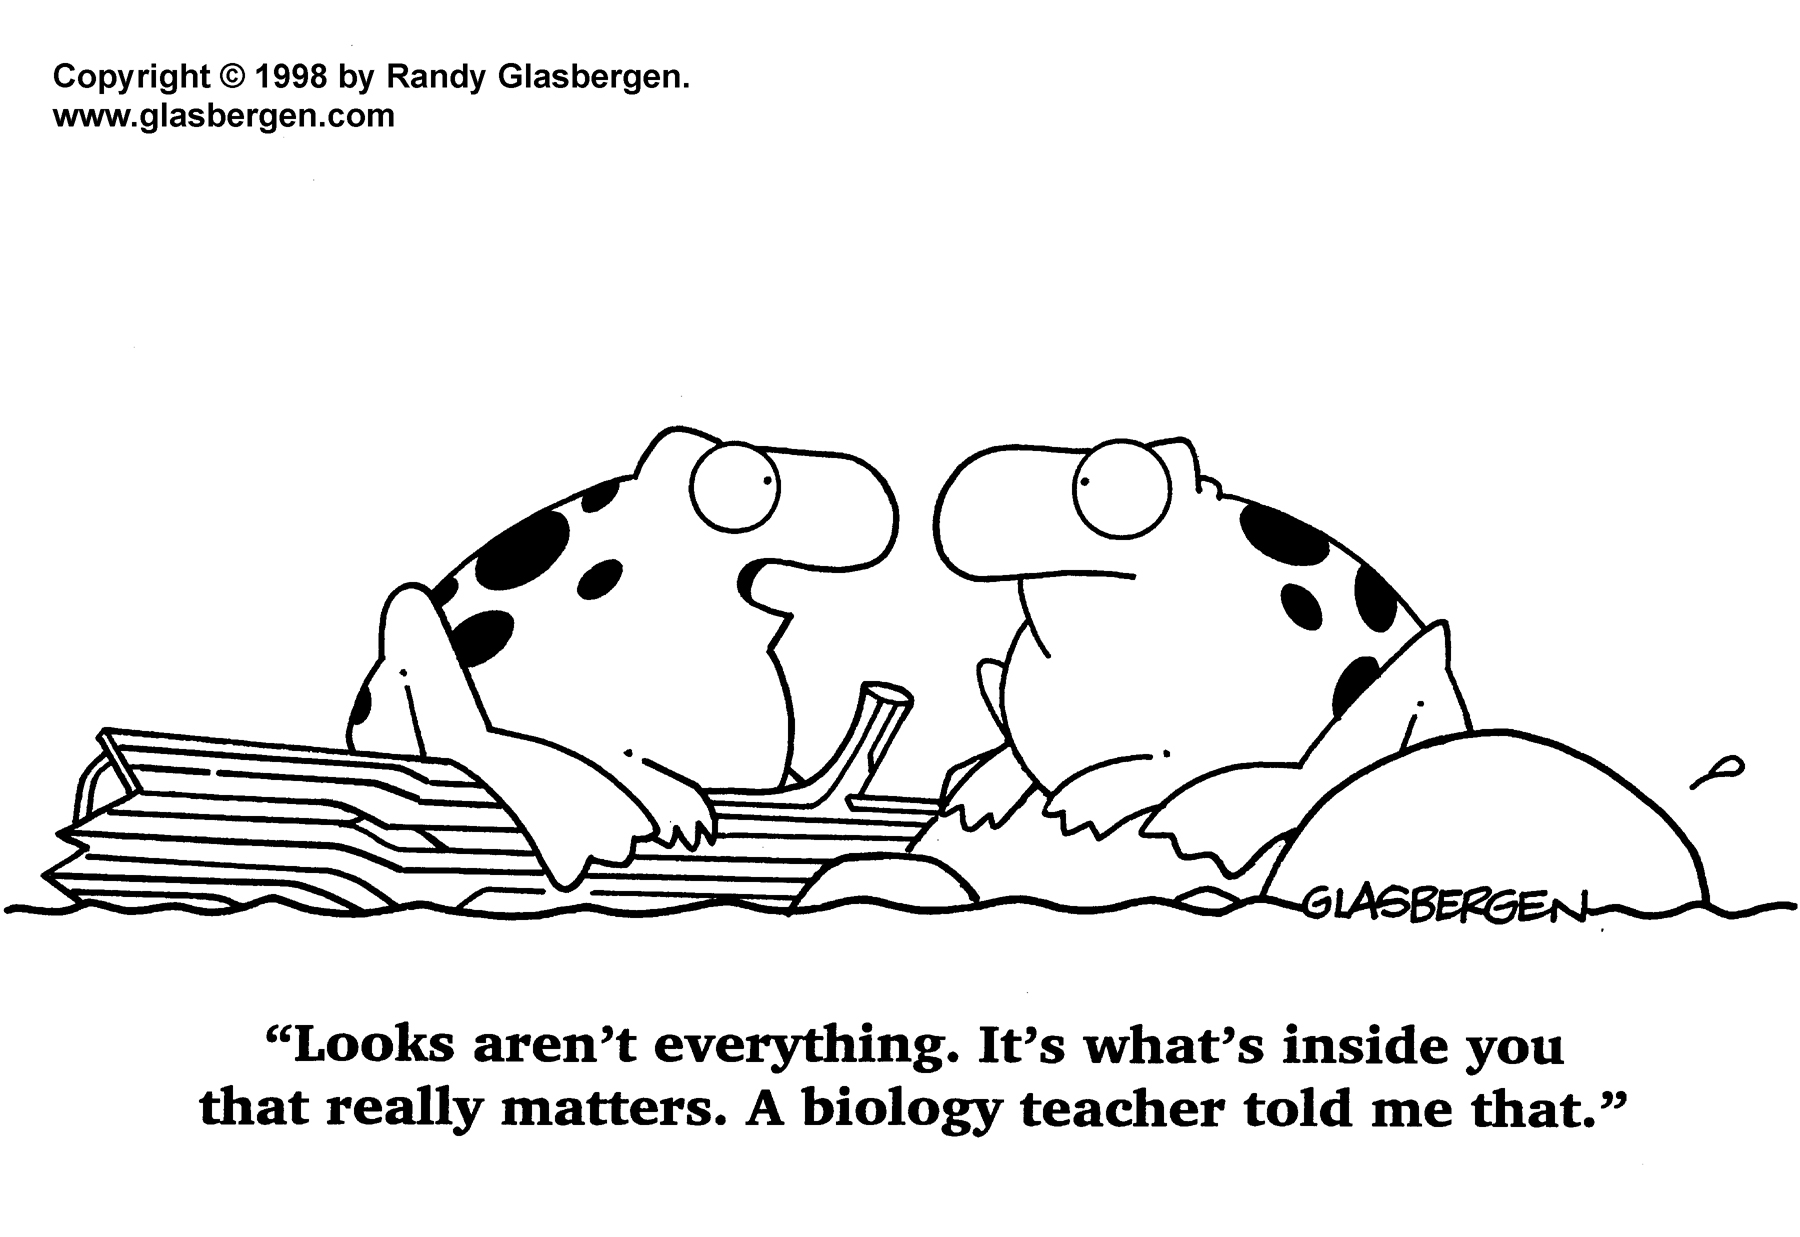 Copyright © 1998 by Randy Glasbergen.
www.glasbergen.com
GLASBERGEN
“Looks aren’t everything. It’s what’s inside you
that really matters. A biology teacher told me that.”